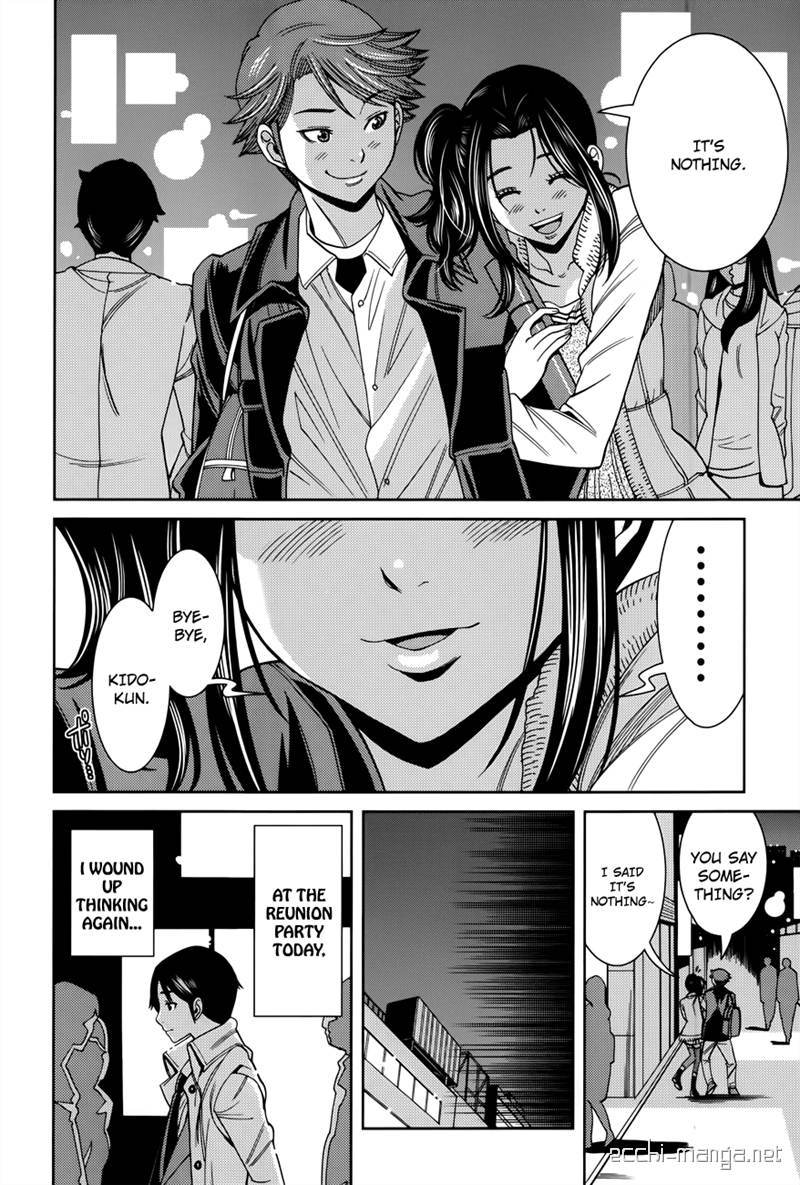 IT'S
NOTHING.
••••••••
BYE-
BYE,
KIDO-
KUN.
YOU SAY
SOME-
THING?
I SAID
IT'S
NOTHING~
AT THE
REUNION
PARTY
TODAY,
I WOUND
UP
THINKING
AGAIN...
ecchi-manga.net